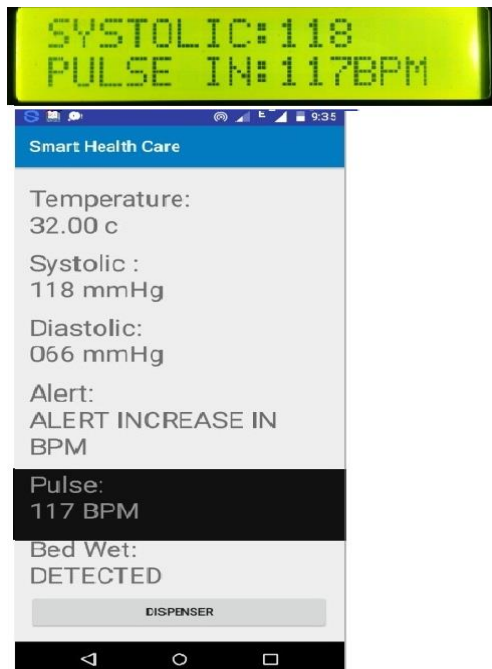 SYSTOLIC:118
PULSE IN:117BPM
9:35
Smart Health Care
Temperature:
32.00 c
Systolic :
118 mmHg
Diastolic:
066 mmHg
Alert:
ALERT INCREASE IN
BPM
Pulse:
117 BPM
Bed Wet:
DETECTED
DISPENSER